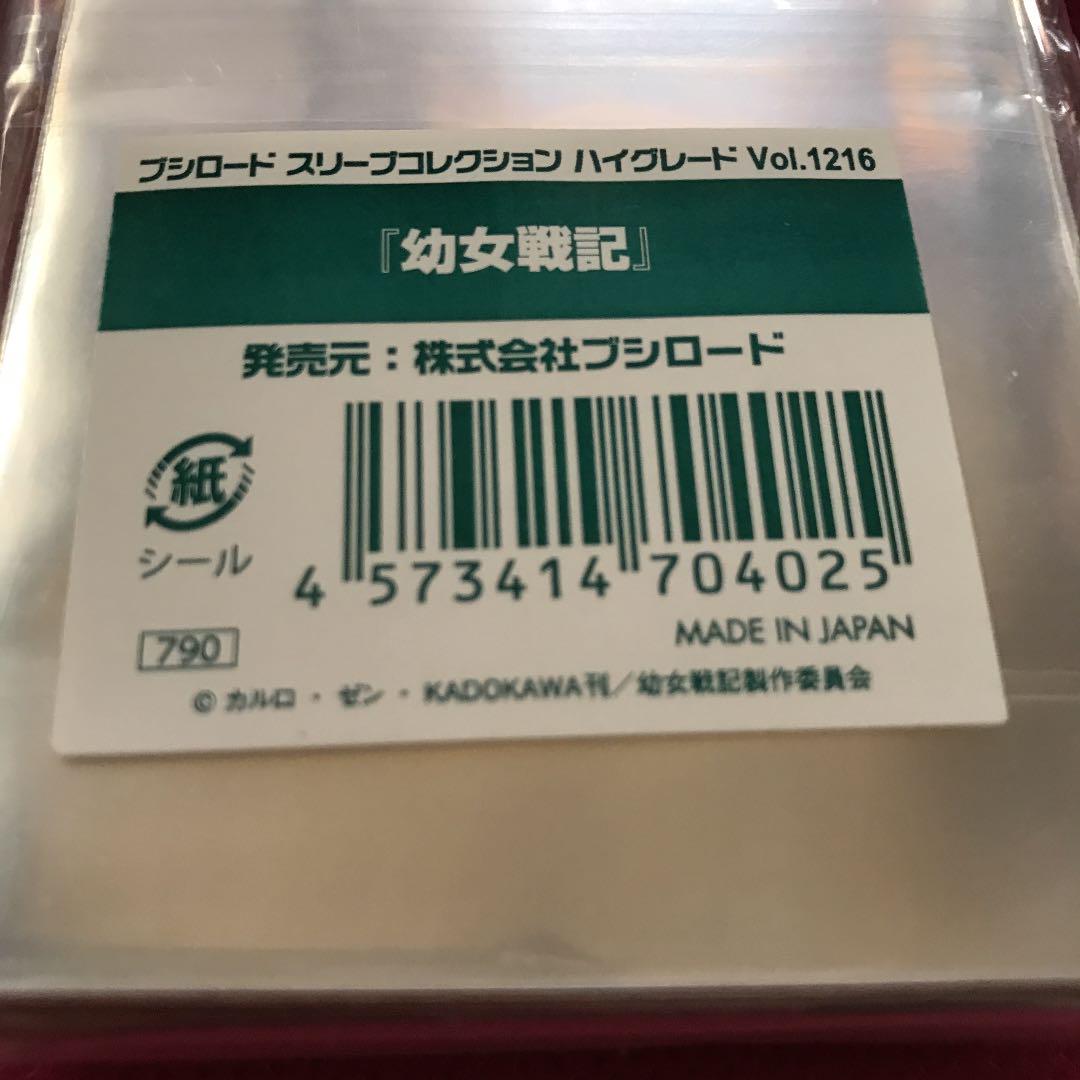 ブシロード スリーブコレクション ハイグレード Vol.1216
『幼女戦記』
発売元：株式会社ブシロード
紙
シール
4 573414 704025
MADE IN JAPAN
790
© カルロ・ゼン・KADOKAWA刊／幼女戦記製作委員会